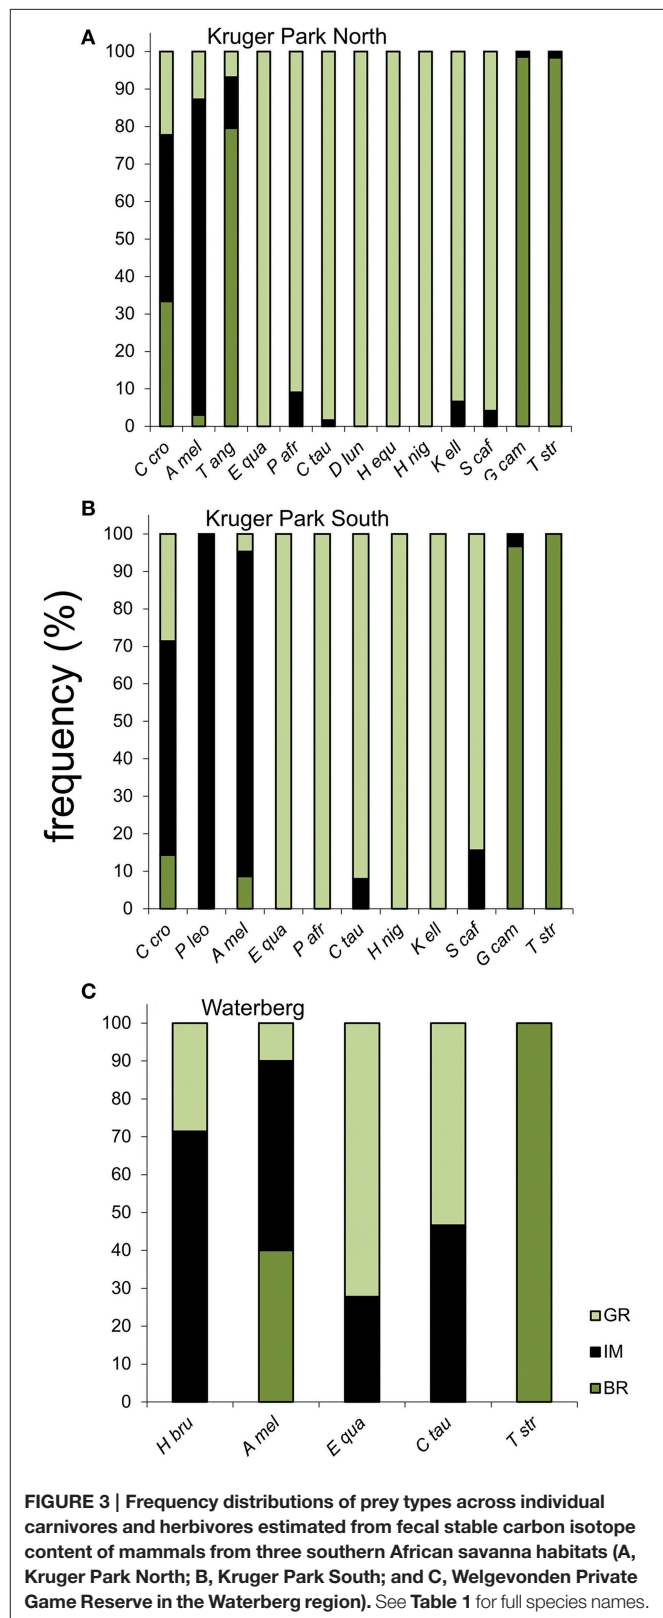 A
Kruger Park North
100
90
80
70
60
50
40
30
20
10
0
C cro
A mel
T ang
E qua
P afr
C tau
D lun
H equ
H nig
K ell
S caf
G cam
T str
B
Kruger Park South
frequency (%)
100
90
80
70
60
50
40
30
20
10
0
C cro
P leo
A mel
E qua
P afr
C tau
H nig
K ell
S caf
G cam
T str
C
Waterberg
100
90
80
70
60
50
40
30
20
10
0
H bru
A mel
E qua
C tau
T str
GR
IM
BR
FIGURE 3 | Frequency distributions of prey types across individual
carnivores and herbivores estimated from fecal stable carbon isotope
content of mammals from three southern African savanna habitats (A,
Kruger Park North; B, Kruger Park South; and C, Welgevonden Private
Game Reserve in the Waterberg region). See Table 1 for full species names.